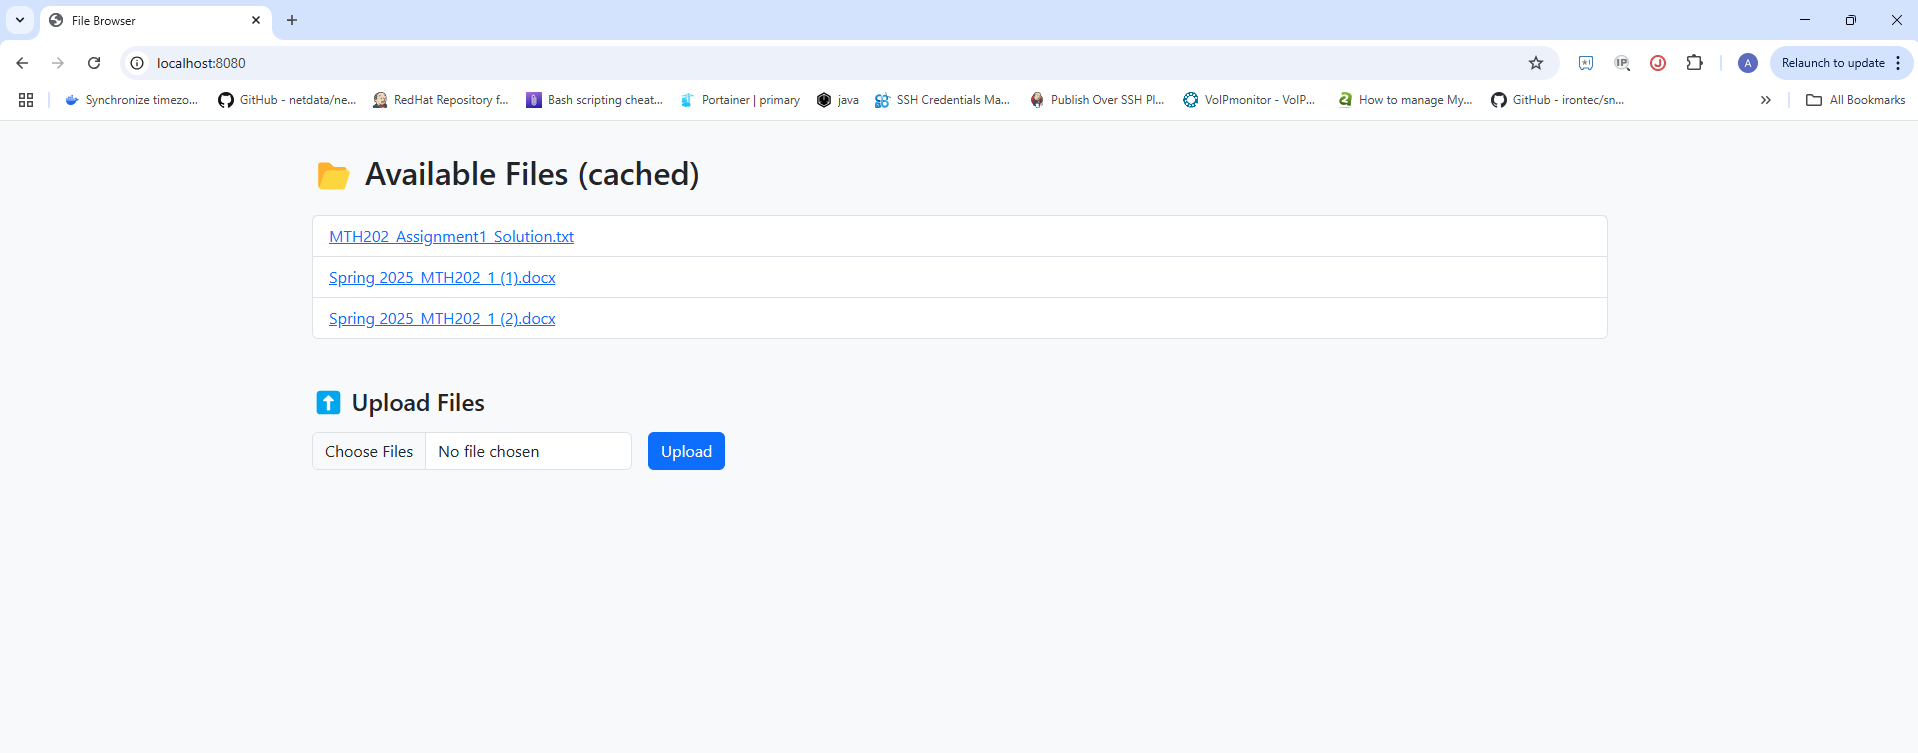 File Browser
localhost:8080
Relaunch to update
Synchronize timezo...
GitHub - netdata/ne...
RedHat Repository f...
Bash scripting cheat...
Portainer | primary
java
SSH Credentials Ma...
Publish Over SSH Pl...
VoIPmonitor - VoIP...
How to manage My...
GitHub - irontec/sn...
All Bookmarks
Available Files (cached)
MTH202_Assignment1_Solution.txt
Spring 2025_MTH202_1 (1).docx
Spring 2025_MTH202_1 (2).docx
Upload Files
Choose Files No file chosen Upload